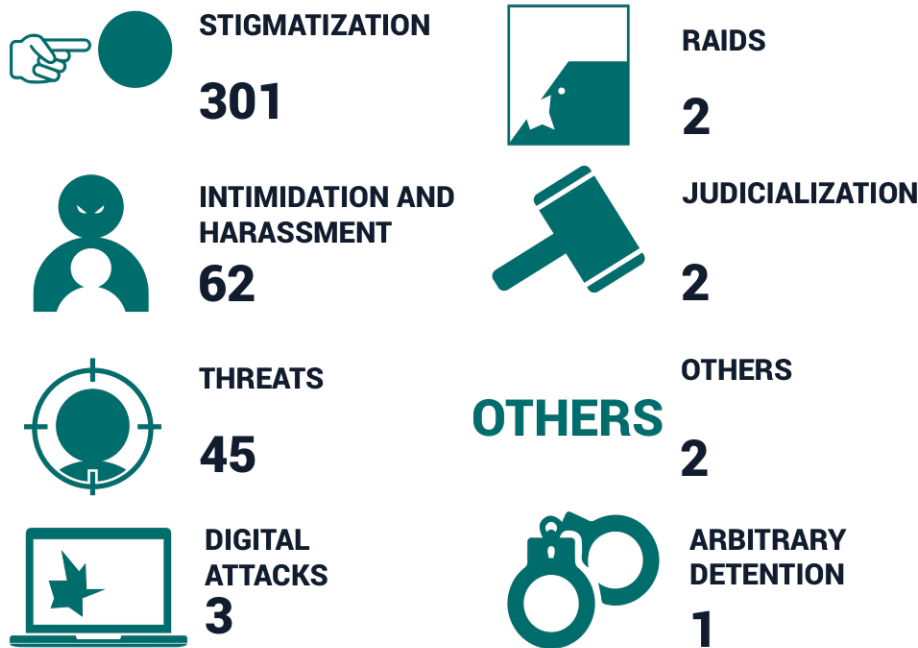 STIGMATIZATION
301
INTIMIDATION AND
HARASSMENT
62
THREATS
45
DIGITAL
ATTACKS
3
RAIDS
2
JUDICIALIZATION
2
OTHERS
OTHERS
2
ARBITRARY
DETENTION
1